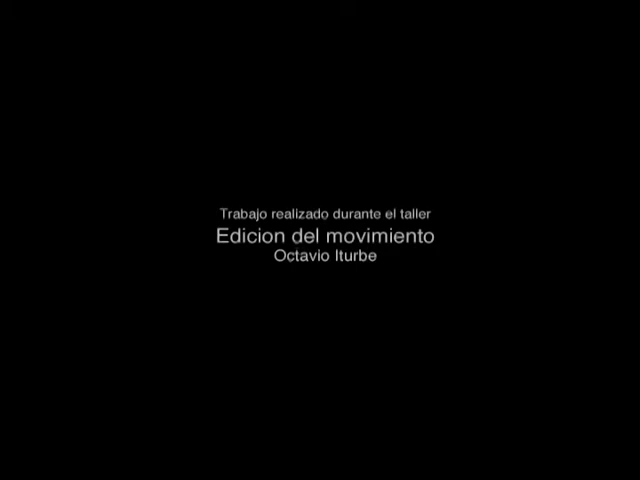 Trabajo realizado durante el taller
Edicion del movimiento
Octavio Iturbe